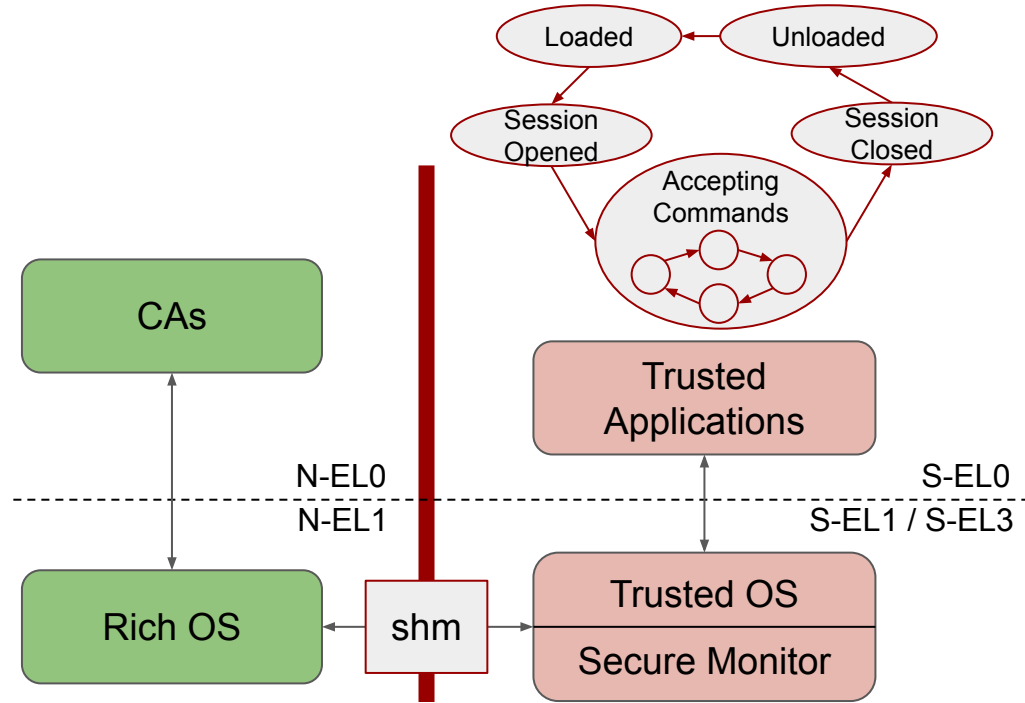 Loaded
Unloaded
Session
Opened
Session
Closed
Accepting
Commands
CAs
Trusted
Applications
N-EL0
S-EL0
N-EL1
S-EL1 / S-EL3
Rich OS
shm
Trusted OS
Secure Monitor